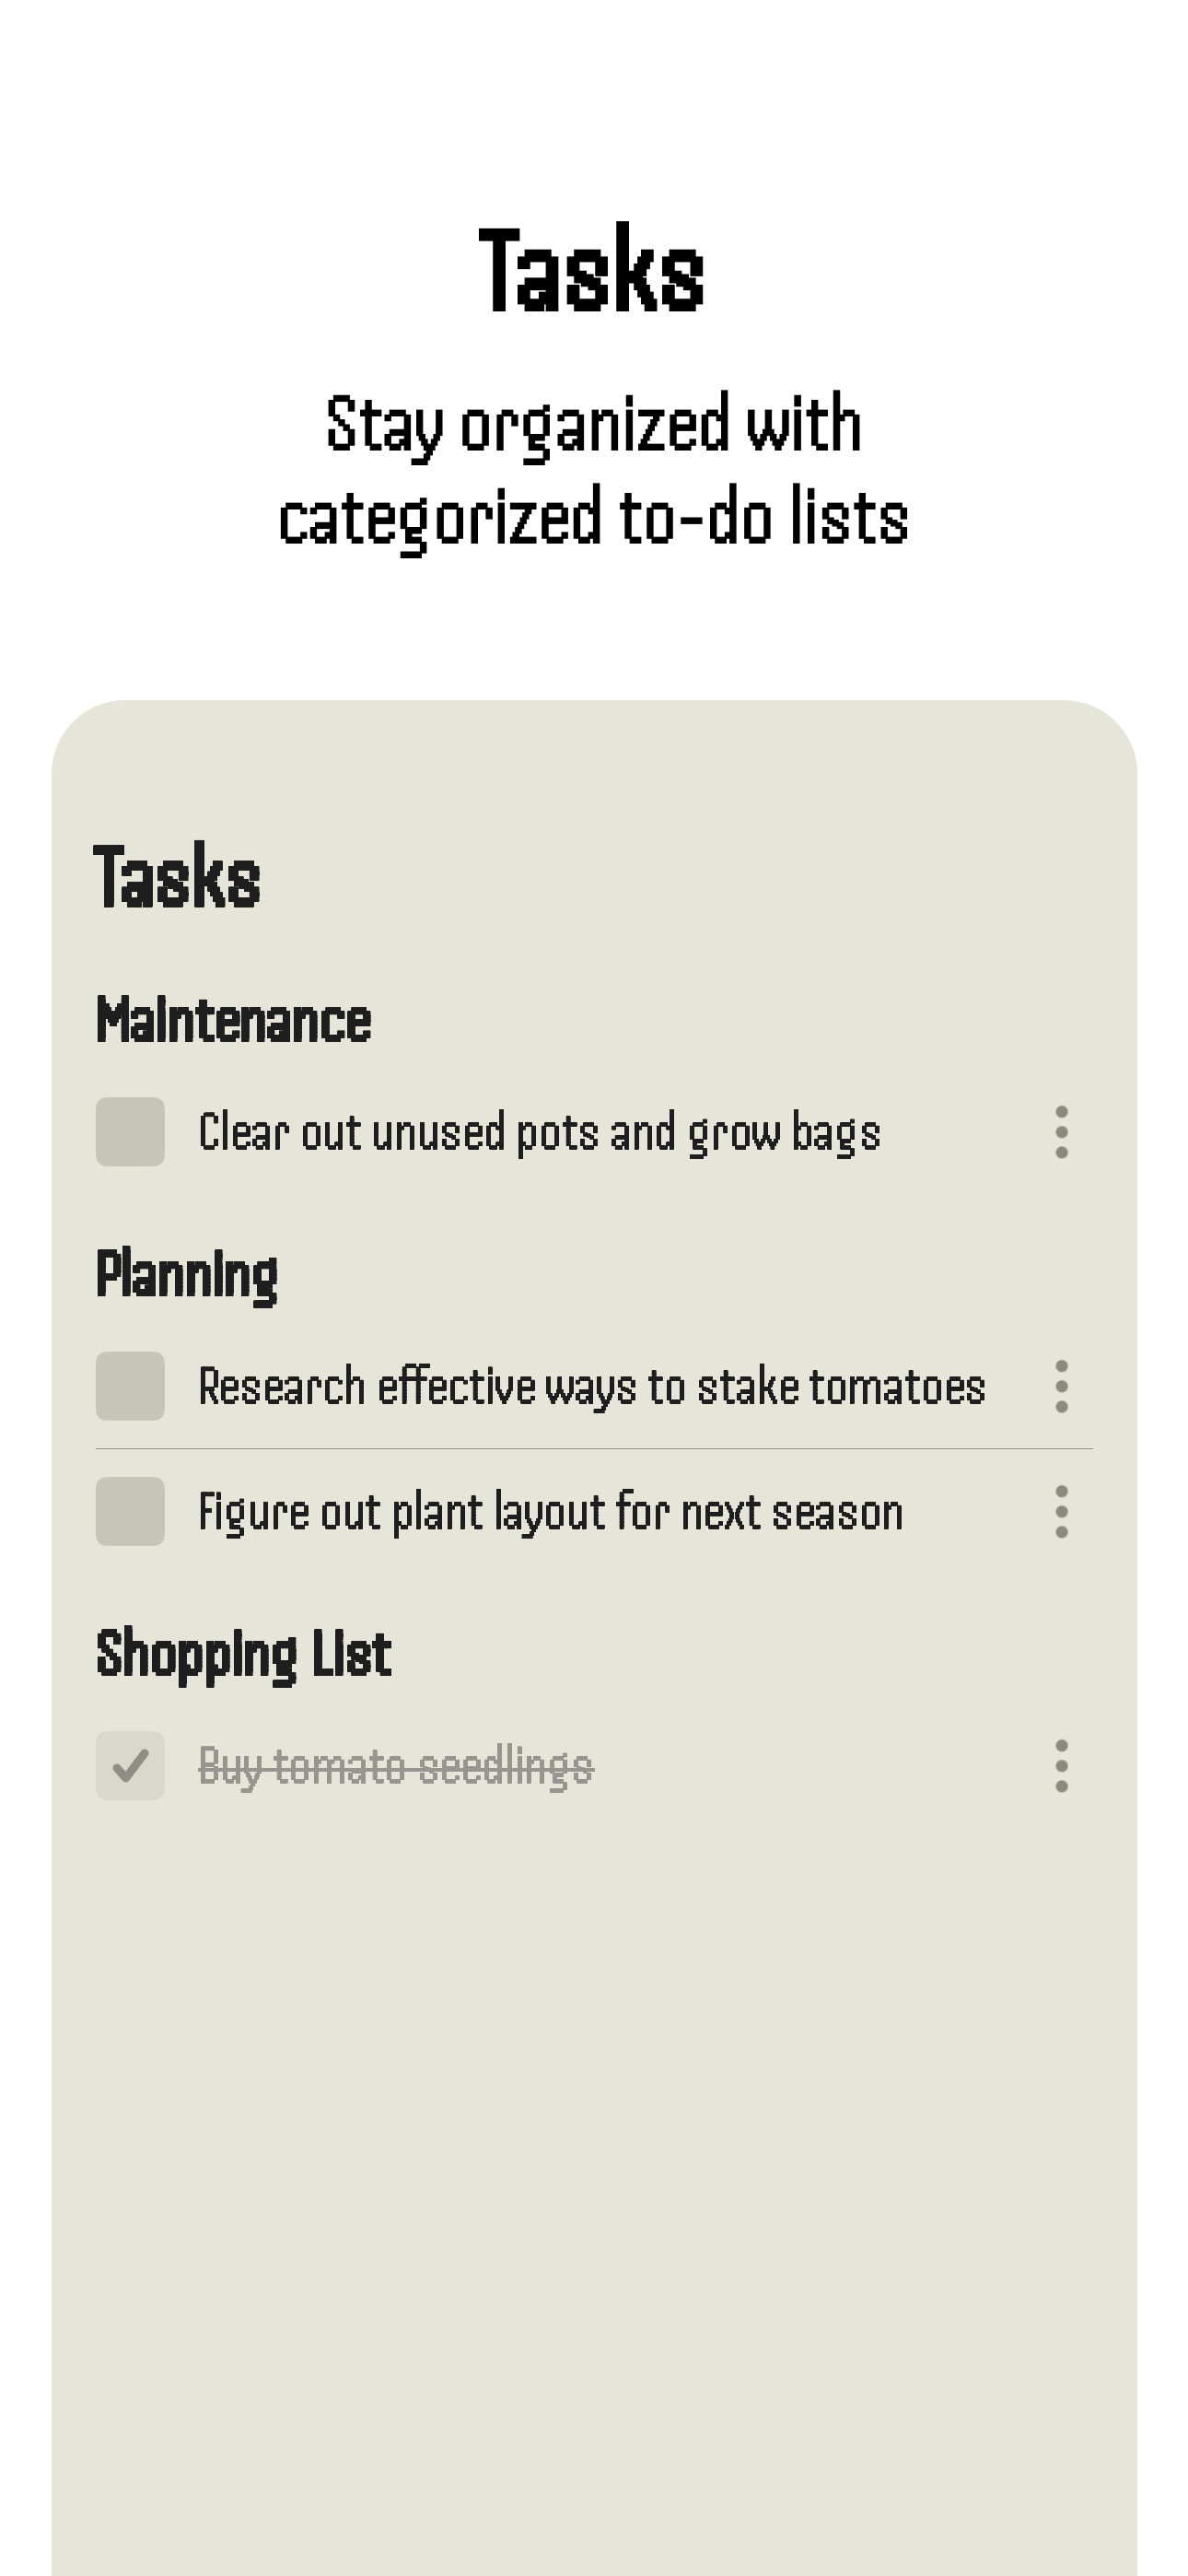 Tasks
Stay organized with
categorized to-do lists
Tasks
Maintenance
Clear out unused pots and grow bags
Planning
Research effective ways to stake tomatoes
Figure out plant layout for next season
Shopping List
Buy tomato seedlings